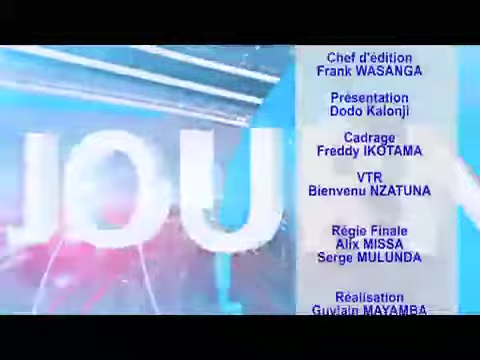 JOU
Chef d'édition
Frank WASANGA
Présentation
Dodo Kalonji
Cadrage
Freddy IKOTAMA
VTR
Bienvenu NZATUNA
Régie Finale
Alix MISSA
Serge MULUNDA
Réalisation
Guylain MAYAMBA